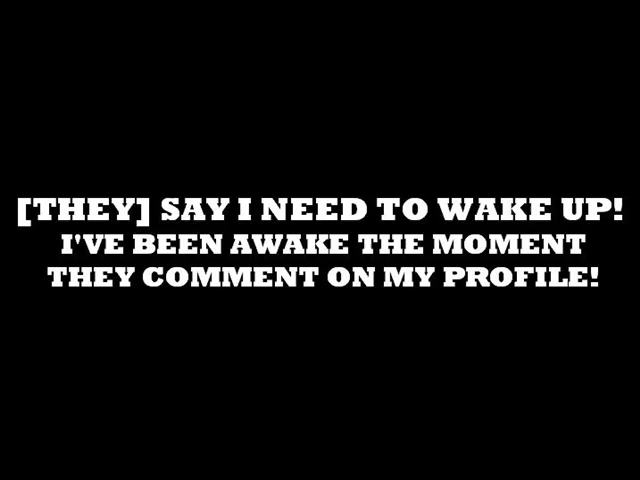 [THEY] SAY I NEED TO WAKE UP!
I'VE BEEN AWAKE THE MOMENT
THEY COMMENT ON MY PROFILE!